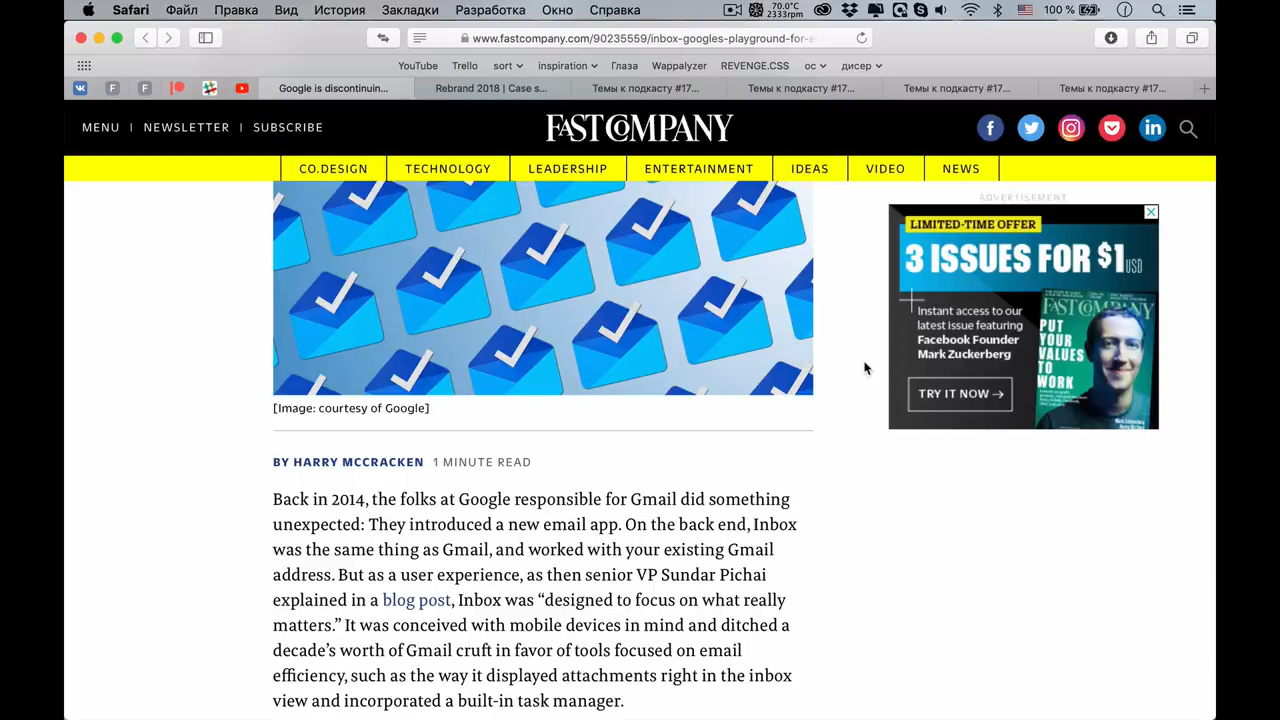 Safari Файл Правка Вид История Закладки Разработка Окно Справка 70.0°C 2333rpm 100 %
www.fastcompany.com/90235559/inbox-googles-playground-for-e
YouTube Trello sort inspiration Глаза Wappalyzer REVENGE.CSS ос дисер
Google is discontinuin... Rebrand 2018 | Case s... Темы к подкасту #17... Темы к подкасту #17... Темы к подкасту #17... Темы к подкасту #17...
MENU | NEWSLETTER | SUBSCRIBE FAST COMPANY
CO.DESIGN TECHNOLOGY LEADERSHIP ENTERTAINMENT IDEAS VIDEO NEWS
ADVERTISEMENT
LIMITED-TIME OFFER
3 ISSUES FOR $1 USD
Instant access to our
latest issue featuring
Facebook Founder
Mark Zuckerberg
TRY IT NOW →
FAST COMPANY
PUT
YOUR
VALUES
TO
WORK
[Image: courtesy of Google]
BY HARRY MCCRACKEN 1 MINUTE READ
Back in 2014, the folks at Google responsible for Gmail did something
unexpected: They introduced a new email app. On the back end, Inbox
was the same thing as Gmail, and worked with your existing Gmail
address. But as a user experience, as then senior VP Sundar Pichai
explained in a blog post, Inbox was “designed to focus on what really
matters.” It was conceived with mobile devices in mind and ditched a
decade’s worth of Gmail cruft in favor of tools focused on email
efficiency, such as the way it displayed attachments right in the inbox
view and incorporated a built-in task manager.